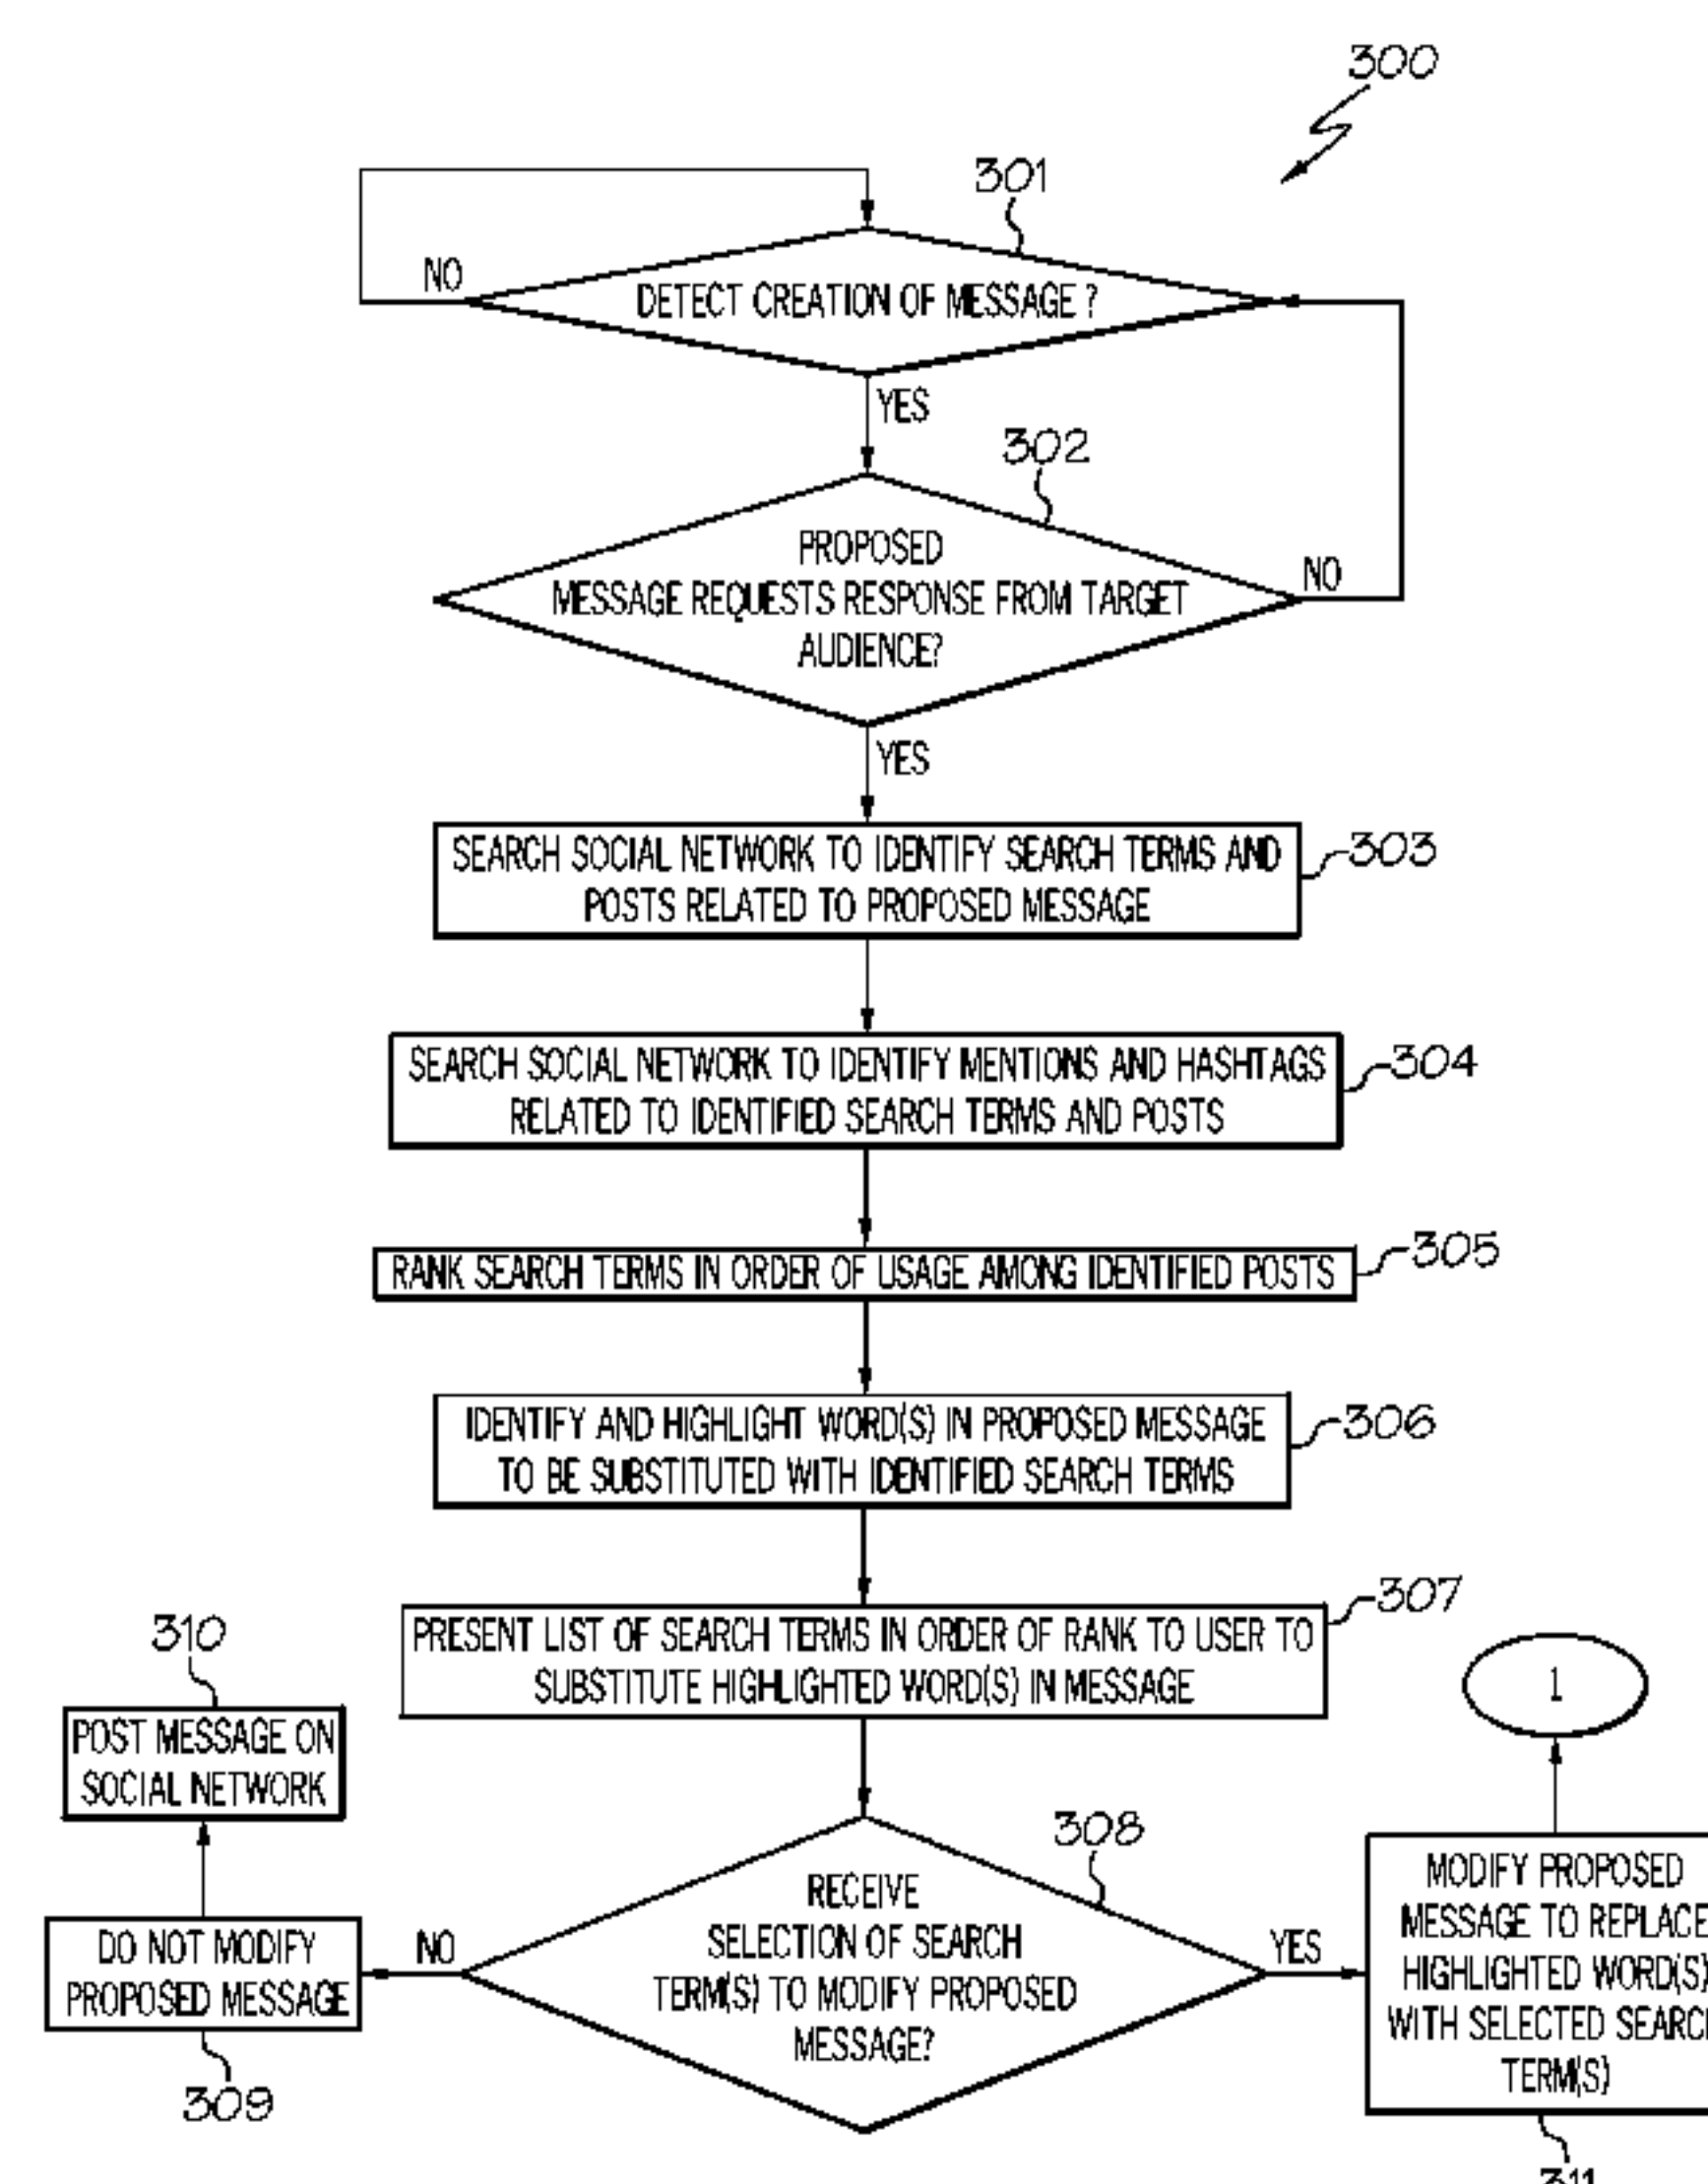 300
301
NO
DETECT CREATION OF MESSAGE ?
YES
302
PROPOSED
MESSAGE REQUESTS RESPONSE FROM TARGET
AUDIENCE?
NO
YES
SEARCH SOCIAL NETWORK TO IDENTIFY SEARCH TERMS AND
POSTS RELATED TO PROPOSED MESSAGE
303
SEARCH SOCIAL NETWORK TO IDENTIFY MENTIONS AND HASHTAGS
RELATED TO IDENTIFIED SEARCH TERMS AND POSTS
304
RANK SEARCH TERMS IN ORDER OF USAGE AMONG IDENTIFIED POSTS
305
IDENTIFY AND HIGHLIGHT WORD(S) IN PROPOSED MESSAGE
TO BE SUBSTITUTED WITH IDENTIFIED SEARCH TERMS
306
PRESENT LIST OF SEARCH TERMS IN ORDER OF RANK TO USER TO
SUBSTITUTE HIGHLIGHTED WORD(S) IN MESSAGE
307
310
POST MESSAGE ON
SOCIAL NETWORK
1
308
RECEIVE
SELECTION OF SEARCH
TERM(S) TO MODIFY PROPOSED
MESSAGE?
NO
YES
DO NOT MODIFY
PROPOSED MESSAGE
309
MODIFY PROPOSED
MESSAGE TO REPLACE
HIGHLIGHTED WORD(S)
WITH SELECTED SEARCH
TERM(S)
311